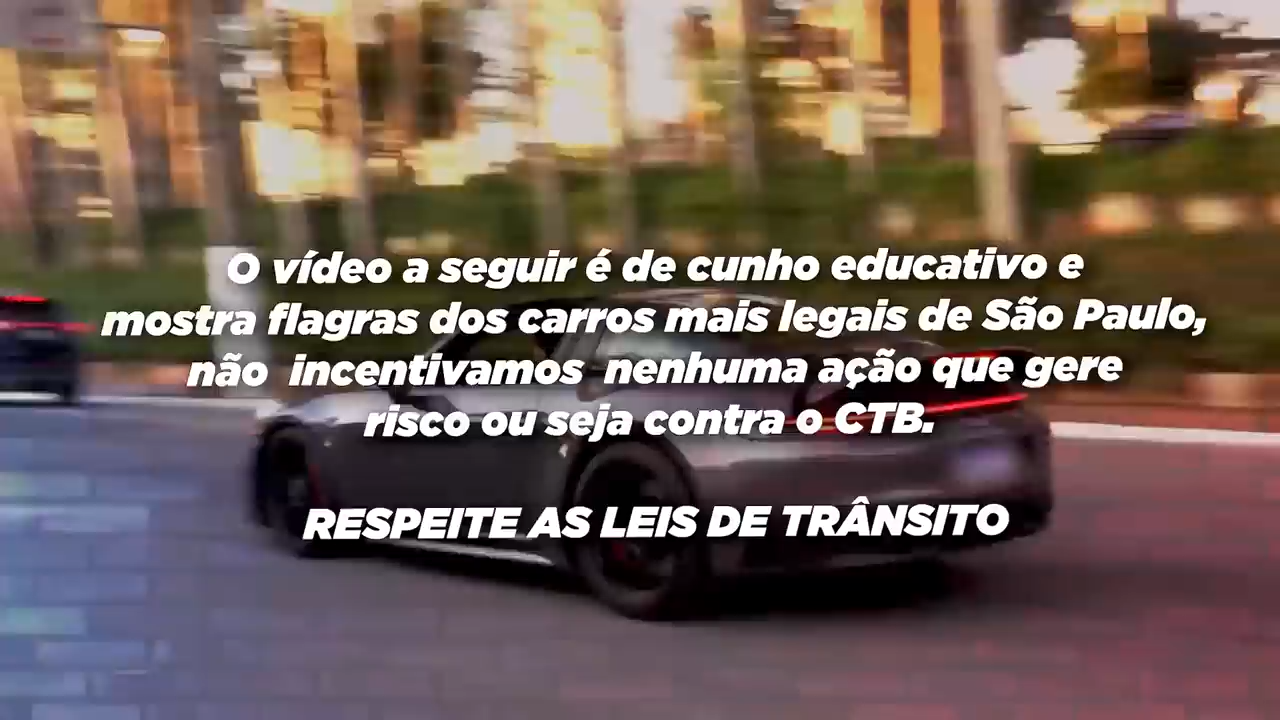 O vídeo a seguir é de cunho educativo e
mostra flagras dos carros mais legais de São Paulo,
não incentivamos nenhuma ação que gere
risco ou seja contra o CTB.
RESPEITE AS LEIS DE TRÂNSITO